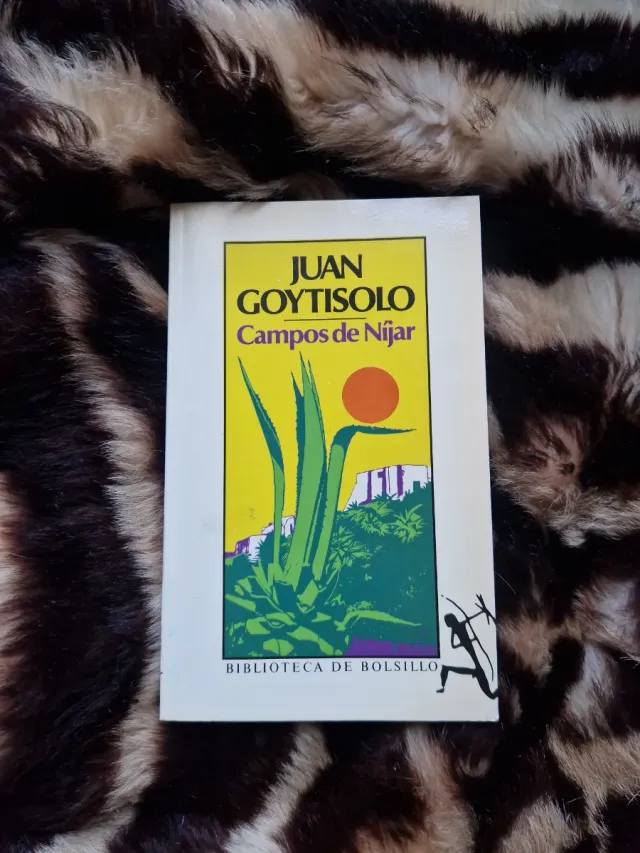 JUAN
GOYTISOLO
Campos de Níjar
BIBLIOTECA DE BOLSILLO